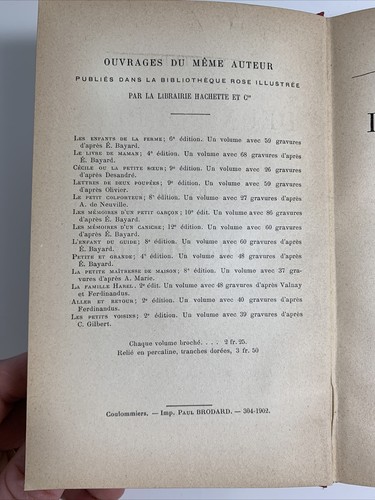 OUVRAGES DU MÊME AUTEUR
PUBLIÉS DANS LA BIBLIOTHÈQUE ROSE ILLUSTRÉE
PAR LA LIBRAIRIE HACHETTE ET Cie
LES ENFANTS DE LA FERME; 6e édition. Un volume avec 59 gravures
d'après É. Bayard.
LE LIVRE DE MAMAN; 4e édition. Un volume avec 68 gravures d'après
É. Bayard.
CÉCILE OU LA PETITE SŒUR; 9e édition. Un volume avec 26 gravures
d'après Desandré.
LETTRES DE DEUX POUPÉES; 9e édition. Un volume avec 59 gravures
d'après Olivier.
LE PETIT COLPORTEUR; 8e édition. Un volume avec 27 gravures d'après
A. de Neuville.
LES MÉMOIRES D'UN PETIT GARÇON; 10e édit. Un volume avec 86 gravures
d'après É. Bayard.
LES MÉMOIRES D'UN CANICHE; 12e édition. Un volume avec 60 gravures
d'après É. Bayard.
L'ENFANT DU GUIDE; 8e édition. Un volume avec 60 gravures d'après
É. Bayard.
PETITE ET GRANDE; 4e édition. Un volume avec 48 gravures d'après
É. Bayard.
LA PETITE MAÎTRESSE DE MAISON; 8e édition. Un volume avec 37 gra-
vures d'après A. Marie.
LA FAMILLE HAREL. 2e édit. Un volume avec 48 gravures d'après Valnay
et Ferdinandus.
ALLER ET RETOUR; 2e édition. Un volume avec 40 gravures d'après
Ferdinandus.
LES PETITS VOISINS; 2e édition. Un volume avec 39 gravures d'après
C. Gilbert.
Chaque volume broché. . . . 2 fr. 25.
Relié en percaline, tranches dorées, 3 fr. 50
Coulommiers. — Imp. PAUL BRODARD. — 304-1902.